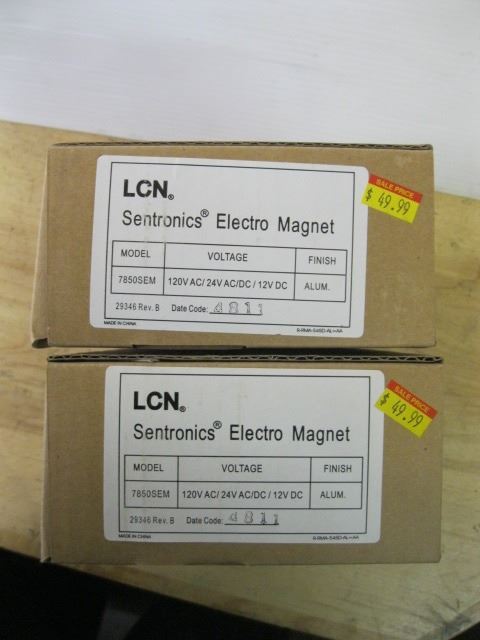 LCN®
Sentronics® Electro Magnet
MODEL VOLTAGE FINISH
7850SEM 120V AC/ 24V AC/DC / 12V DC ALUM.
29346 Rev. B Date Code: 4811
MADE IN CHINA
SALE PRICE
$ 49.99
LCN®
Sentronics® Electro Magnet
MODEL VOLTAGE FINISH
7850SEM 120V AC/ 24V AC/DC / 12V DC ALUM.
29346 Rev. B Date Code: 4811
MADE IN CHINA
SALE PRICE
$ 49.99